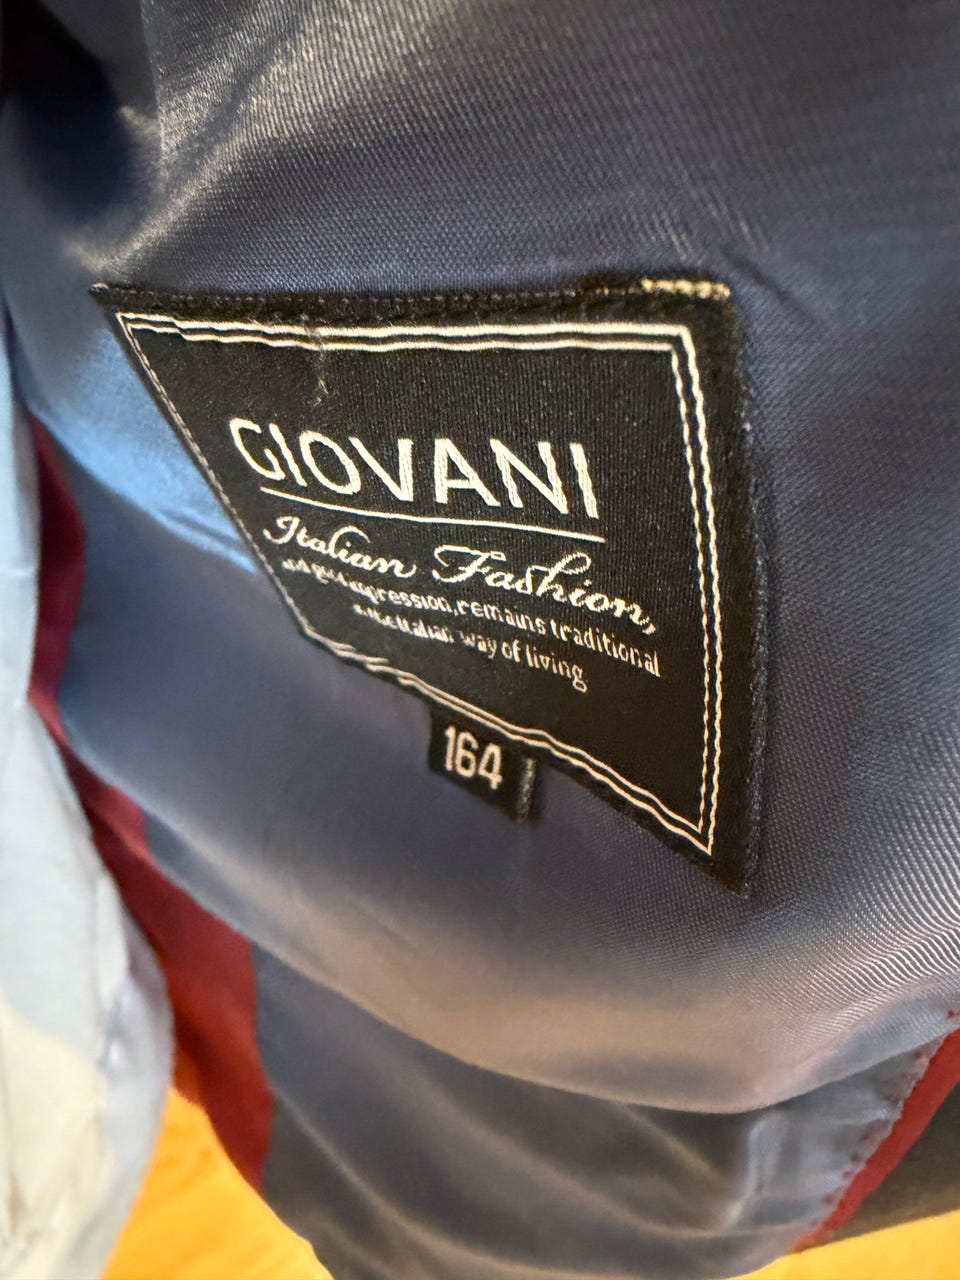 GIOVANI
Italian Fashion,
expression, remains traditional
Italian way of living
164